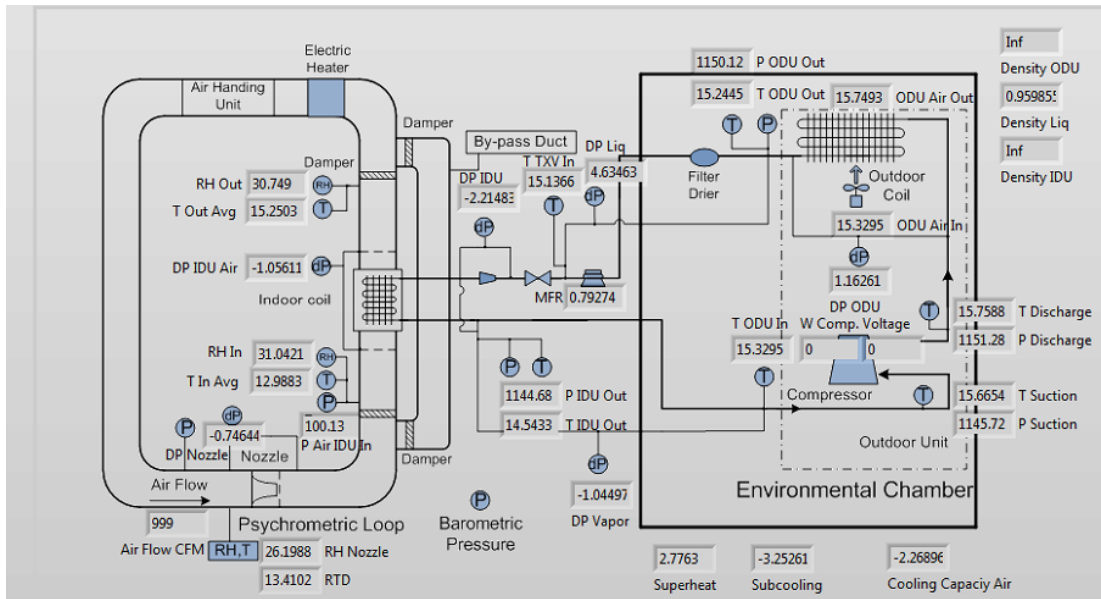 Electric
Heater
Air Handing
Unit
Damper
Damper
By-pass Duct
RH Out 30.749 RH
T Out Avg 15.2503 T
DP IDU
-2.21483
dP
T TXV In
15.1366
T
DP Liq
4.63463
dP
DP IDU Air -1.05611 dP
Indoor coil
MFR 0.79274
RH In 31.0421 RH
T In Avg 12.9883 T
P
100.13
P Air IDU In
P
dP
-0.74644
DP Nozzle
Nozzle
Damper
Air Flow
999
Air Flow CFM
Psychrometric Loop
RH,T 26.1988 RH Nozzle
13.4102 RTD
P T
1144.68 P IDU Out
14.5433 T IDU Out
dP
-1.04497
DP Vapor
P
Barometric
Pressure
1150.12 P ODU Out
15.2445 T ODU Out
T P
Filter
Drier
15.7493 ODU Air Out
Outdoor
Coil
15.3295 ODU Air In
dP
1.16261
DP ODU
T ODU In
15.3295
T
W Comp. Voltage
0 0
Compressor
T
15.7588 T Discharge
1151.28 P Discharge
T
15.6654 T Suction
1145.72 P Suction
Outdoor Unit
Environmental Chamber
Inf
Density ODU
0.959855
Density Liq
Inf
Density IDU
2.7763
Superheat
-3.25261
Subcooling
-2.26896
Cooling Capaciy Air